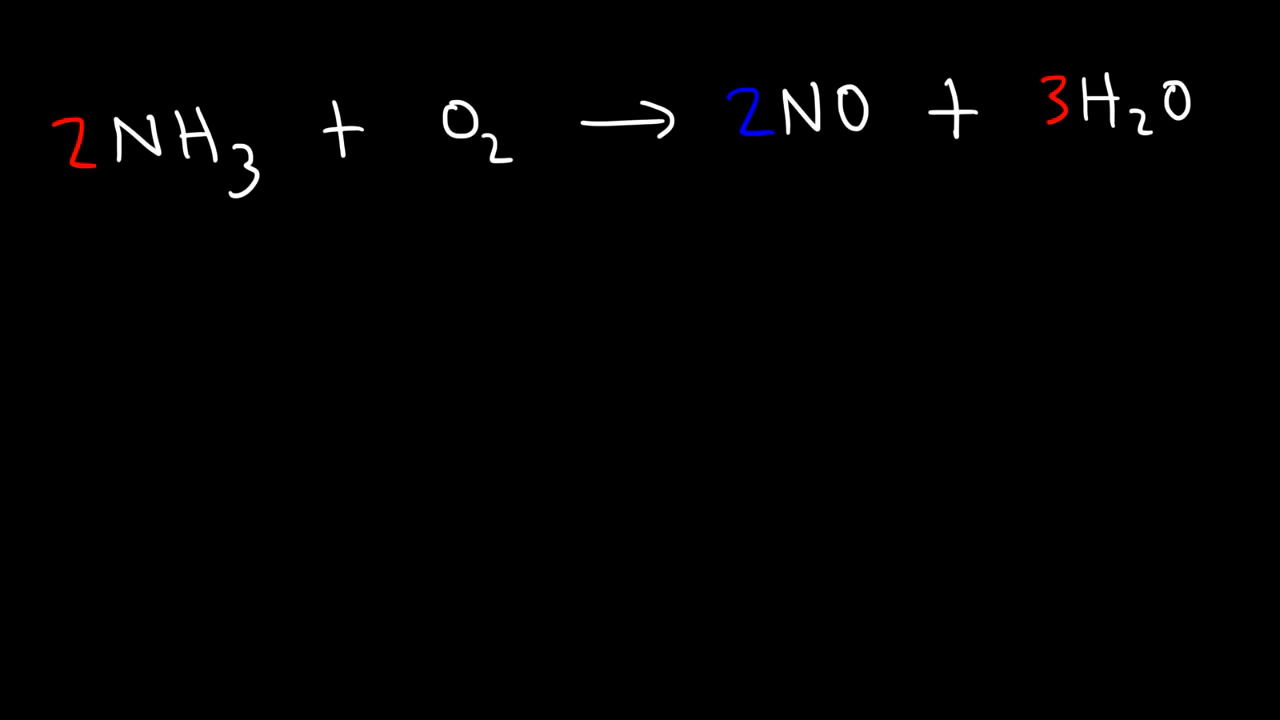 2NH₃ + O₂ → 2NO + 3H₂O